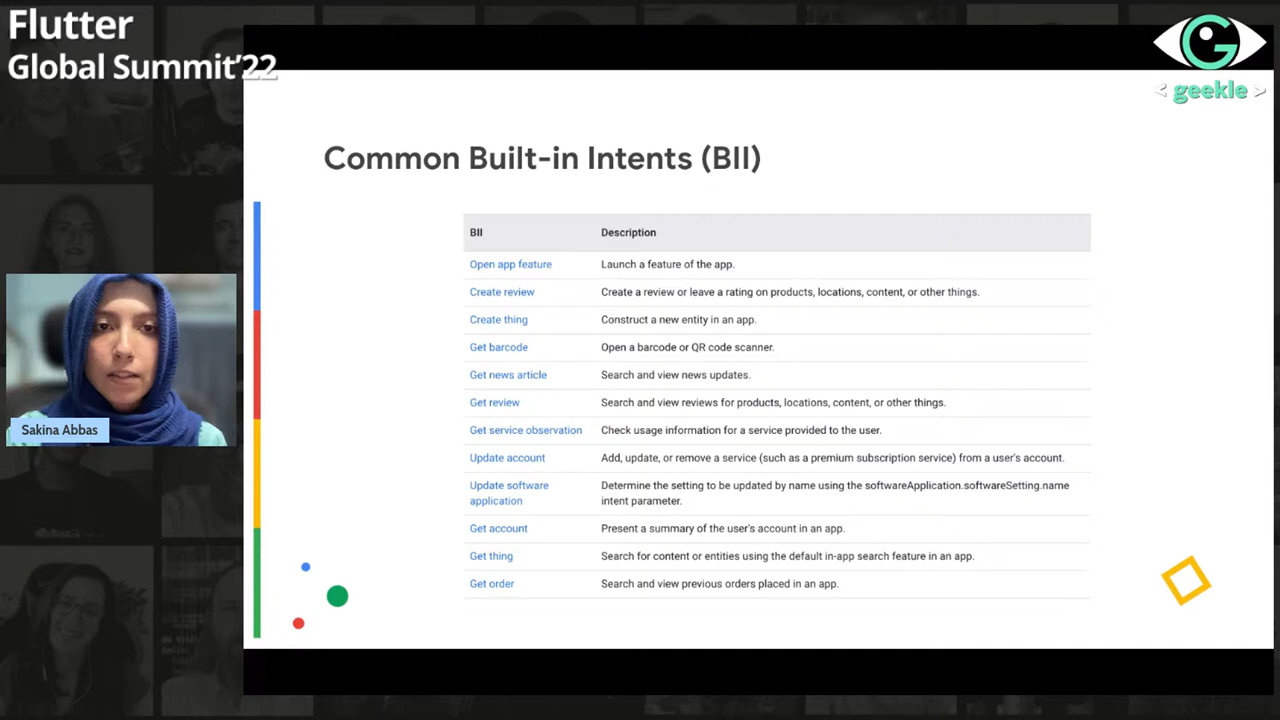 Flutter
Global Summit'22
< geekle >
Common Built-in Intents (BII)
BII Description
Open app feature Launch a feature of the app.
Create review Create a review or leave a rating on products, locations, content, or other things.
Create thing Construct a new entity in an app.
Get barcode Open a barcode or QR code scanner.
Get news article Search and view news updates.
Get review Search and view reviews for products, locations, content, or other things.
Get service observation Check usage information for a service provided to the user.
Update account Add, update, or remove a service (such as a premium subscription service) from a user's account.
Update software application Determine the setting to be updated by name using the softwareApplication.softwareSetting.name
intent parameter.
Get account Present a summary of the user's account in an app.
Get thing Search for content or entities using the default in-app search feature in an app.
Get order Search and view previous orders placed in an app.
Sakina Abbas